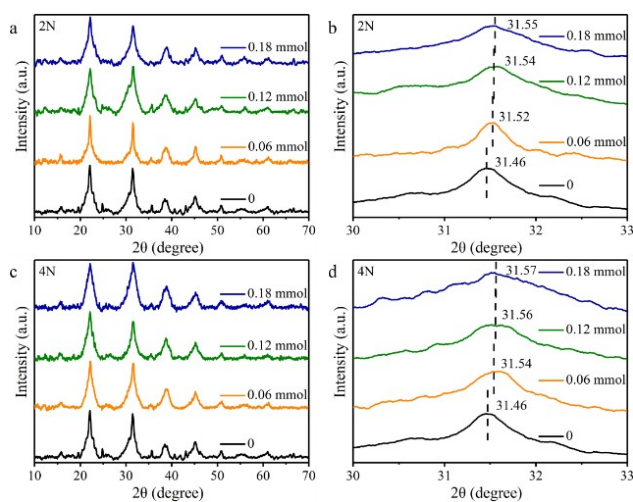 a 2N
0.18 mmol
0.12 mmol
0.06 mmol
0
Intensity (a.u.)
10 20 30 40 50 60 70
2θ (degree)
b 2N
31.55 0.18 mmol
31.54
0.12 mmol
31.52
0.06 mmol
31.46
0
Intensity (a.u.)
30 31 32 33
2θ (degree)
c 4N
0.18 mmol
0.12 mmol
0.06 mmol
0
Intensity (a.u.)
10 20 30 40 50 60 70
2θ (degree)
d 4N
31.57 0.18 mmol
31.56
0.12 mmol
31.54
0.06 mmol
31.46
0
Intensity (a.u.)
30 31 32 33
2θ (degree)